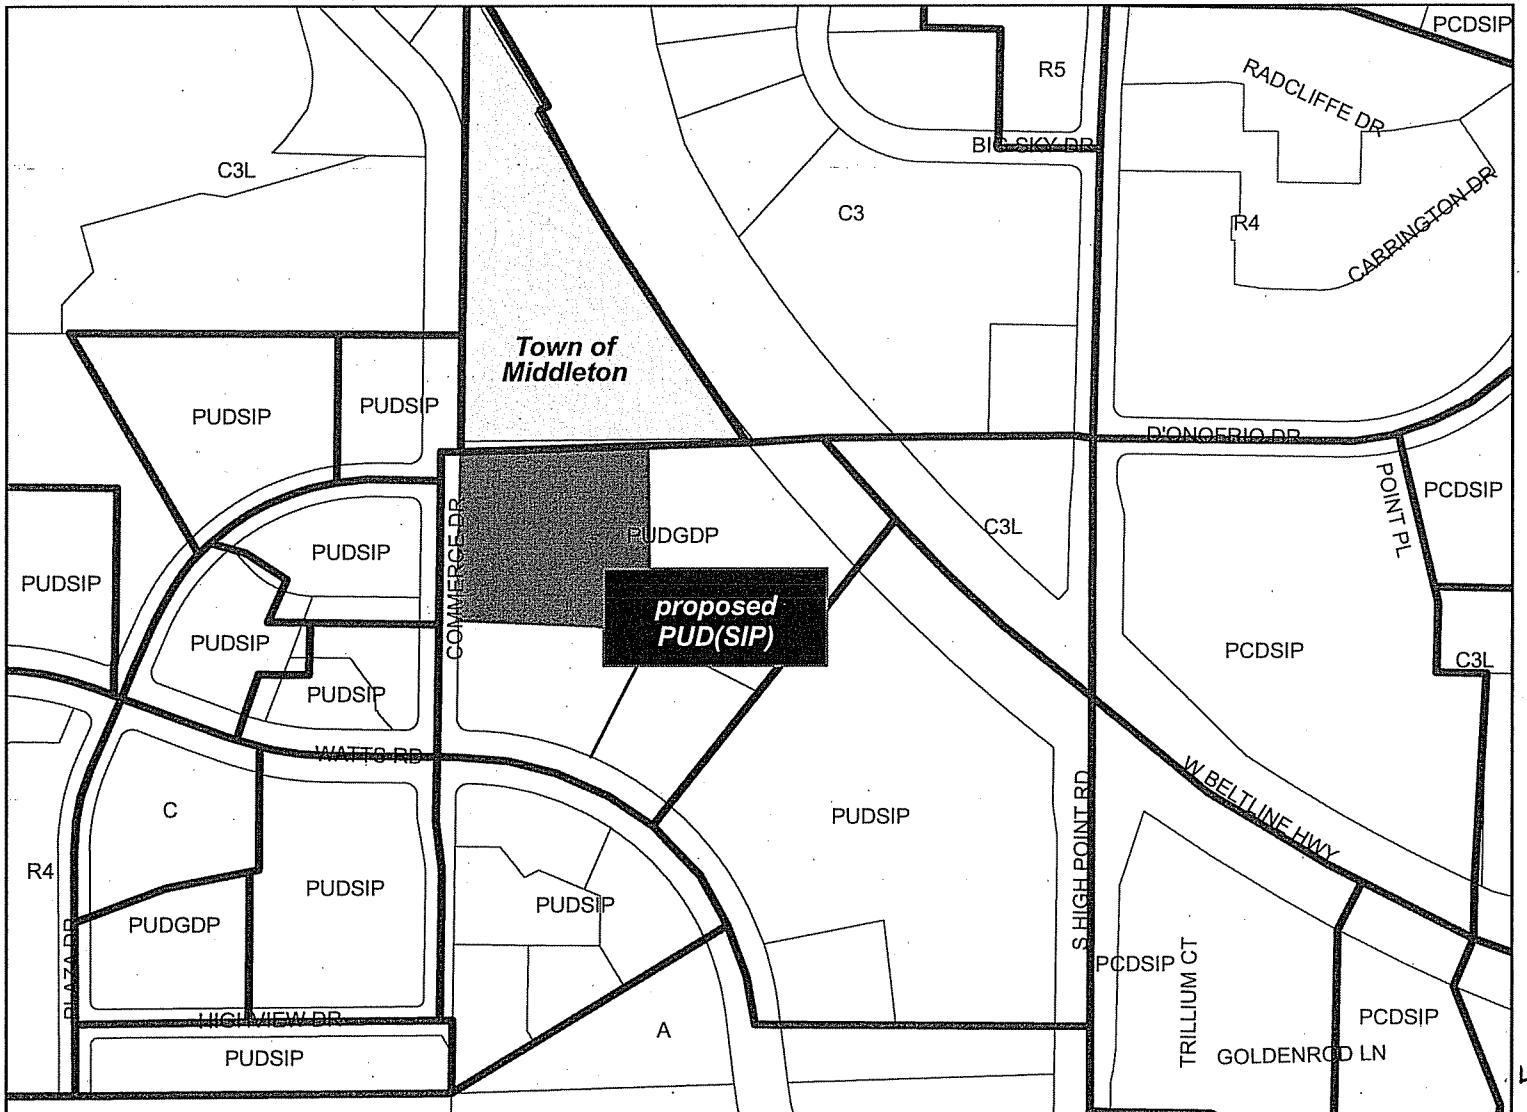 PCDSIP
R5
RADCLIFFE DR
BIG SKY DR
C3L
C3
R4
CARRINGTON DR
Town of
Middleton
PUDSIP
PUDSIP
D'ONOFRIO DR
POINT PL
PCDSIP
COMMERCE DR
PUDGDP
C3L
PUDSIP
PUDSIP
proposed
PUD(SIP)
PUDSIP
PCDSIP
C3L
PUDSIP
WATTS RD
W BELTLINE HWY
S HIGH POINT RD
C
PUDSIP
R4
PUDSIP
PUDSIP
PUDGDP
PLAZA DR
PCDSIP
TRILLIUM CT
HIGHVIEW DR
PUDSIP
A
PCDSIP
GOLDENROD LN